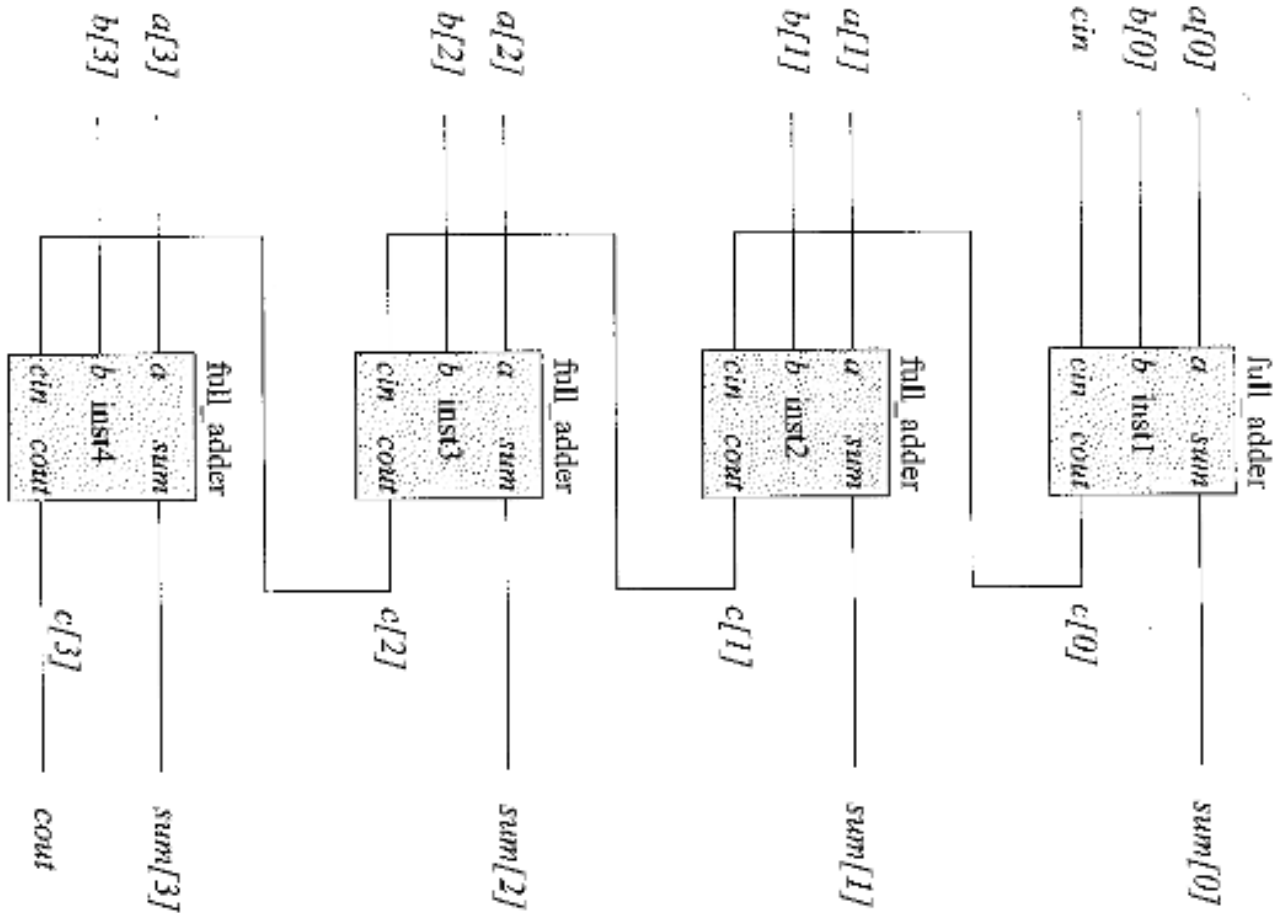 a[0]
b[0]
cin
full_adder
a sum
b inst1
cin cout
sum[0]
c[0]
a[1]
b[1]
full_adder
a sum
b inst2
cin cout
sum[1]
c[1]
a[2]
b[2]
full_adder
a sum
b inst3
cin cout
sum[2]
c[2]
a[3]
b[3]
full_adder
a sum
b inst4
cin cout
sum[3]
c[3]
cout